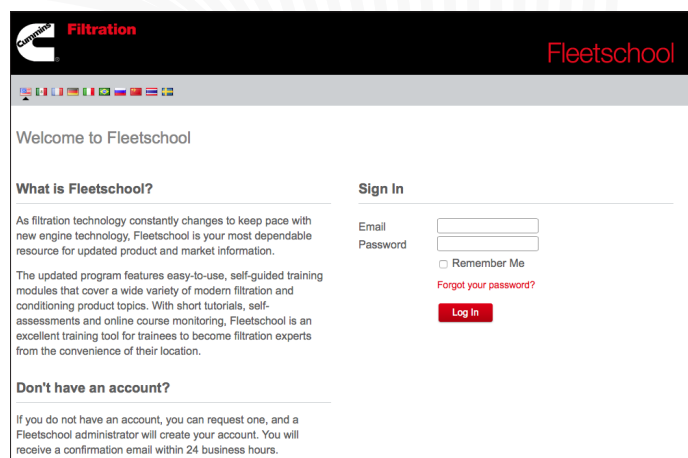 Cummins
Filtration
Fleetschool
Welcome to Fleetschool
What is Fleetschool?
As filtration technology constantly changes to keep pace with
new engine technology, Fleetschool is your most dependable
resource for updated product and market information.
The updated program features easy-to-use, self-guided training
modules that cover a wide variety of modern filtration and
conditioning product topics. With short tutorials, self-
assessments and online course monitoring, Fleetschool is an
excellent training tool for trainees to become filtration experts
from the convenience of their location.
Don't have an account?
If you do not have an account, you can request one, and a
Fleetschool administrator will create your account. You will
receive a confirmation email within 24 business hours.
Sign In
Email
Password
Remember Me
Forgot your password?
Log In